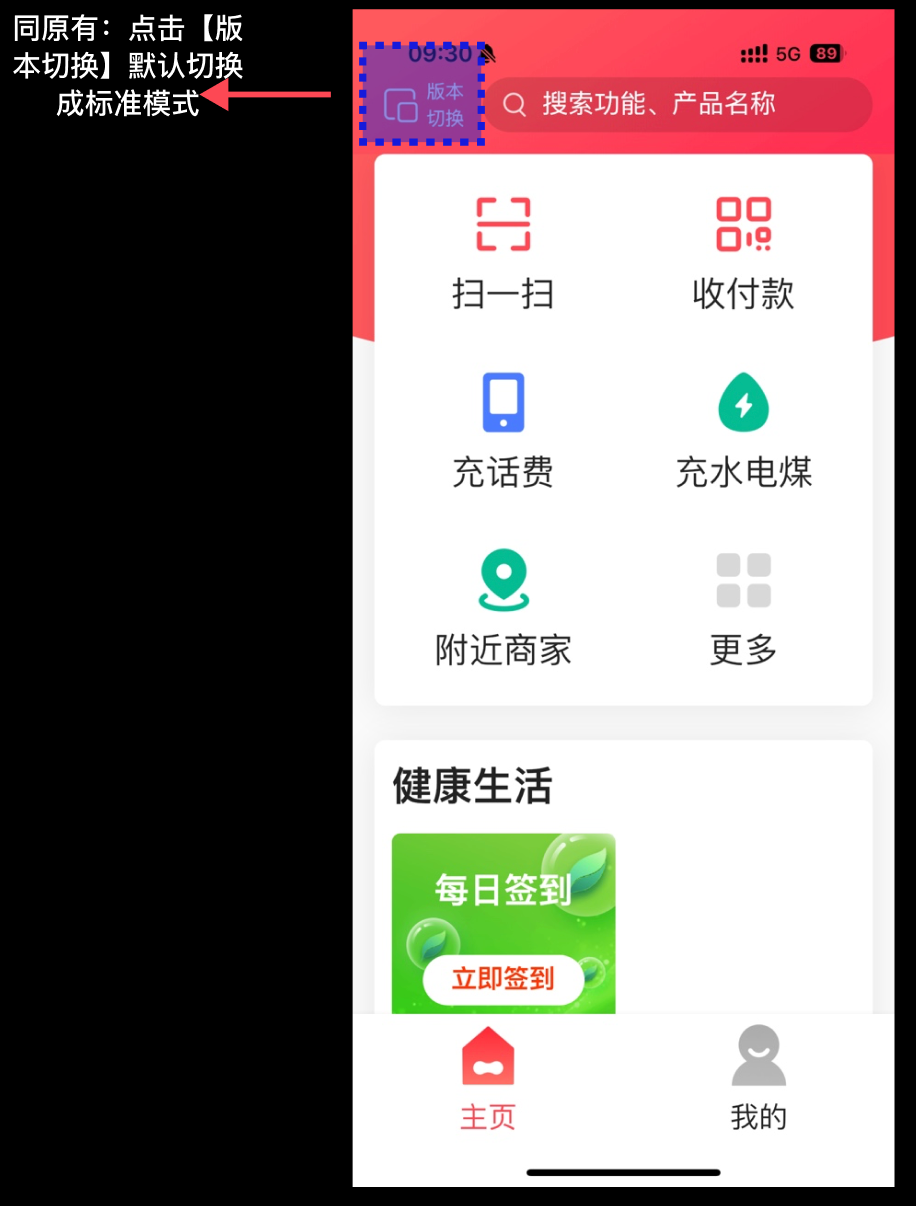 同原有：点击【版
本切换】默认切换
成标准模式
09:30
5G 89
版本
切换
搜索功能、产品名称
扫一扫
收付款
充话费
充水电煤
附近商家
更多
健康生活
每日签到
立即签到
主页
我的